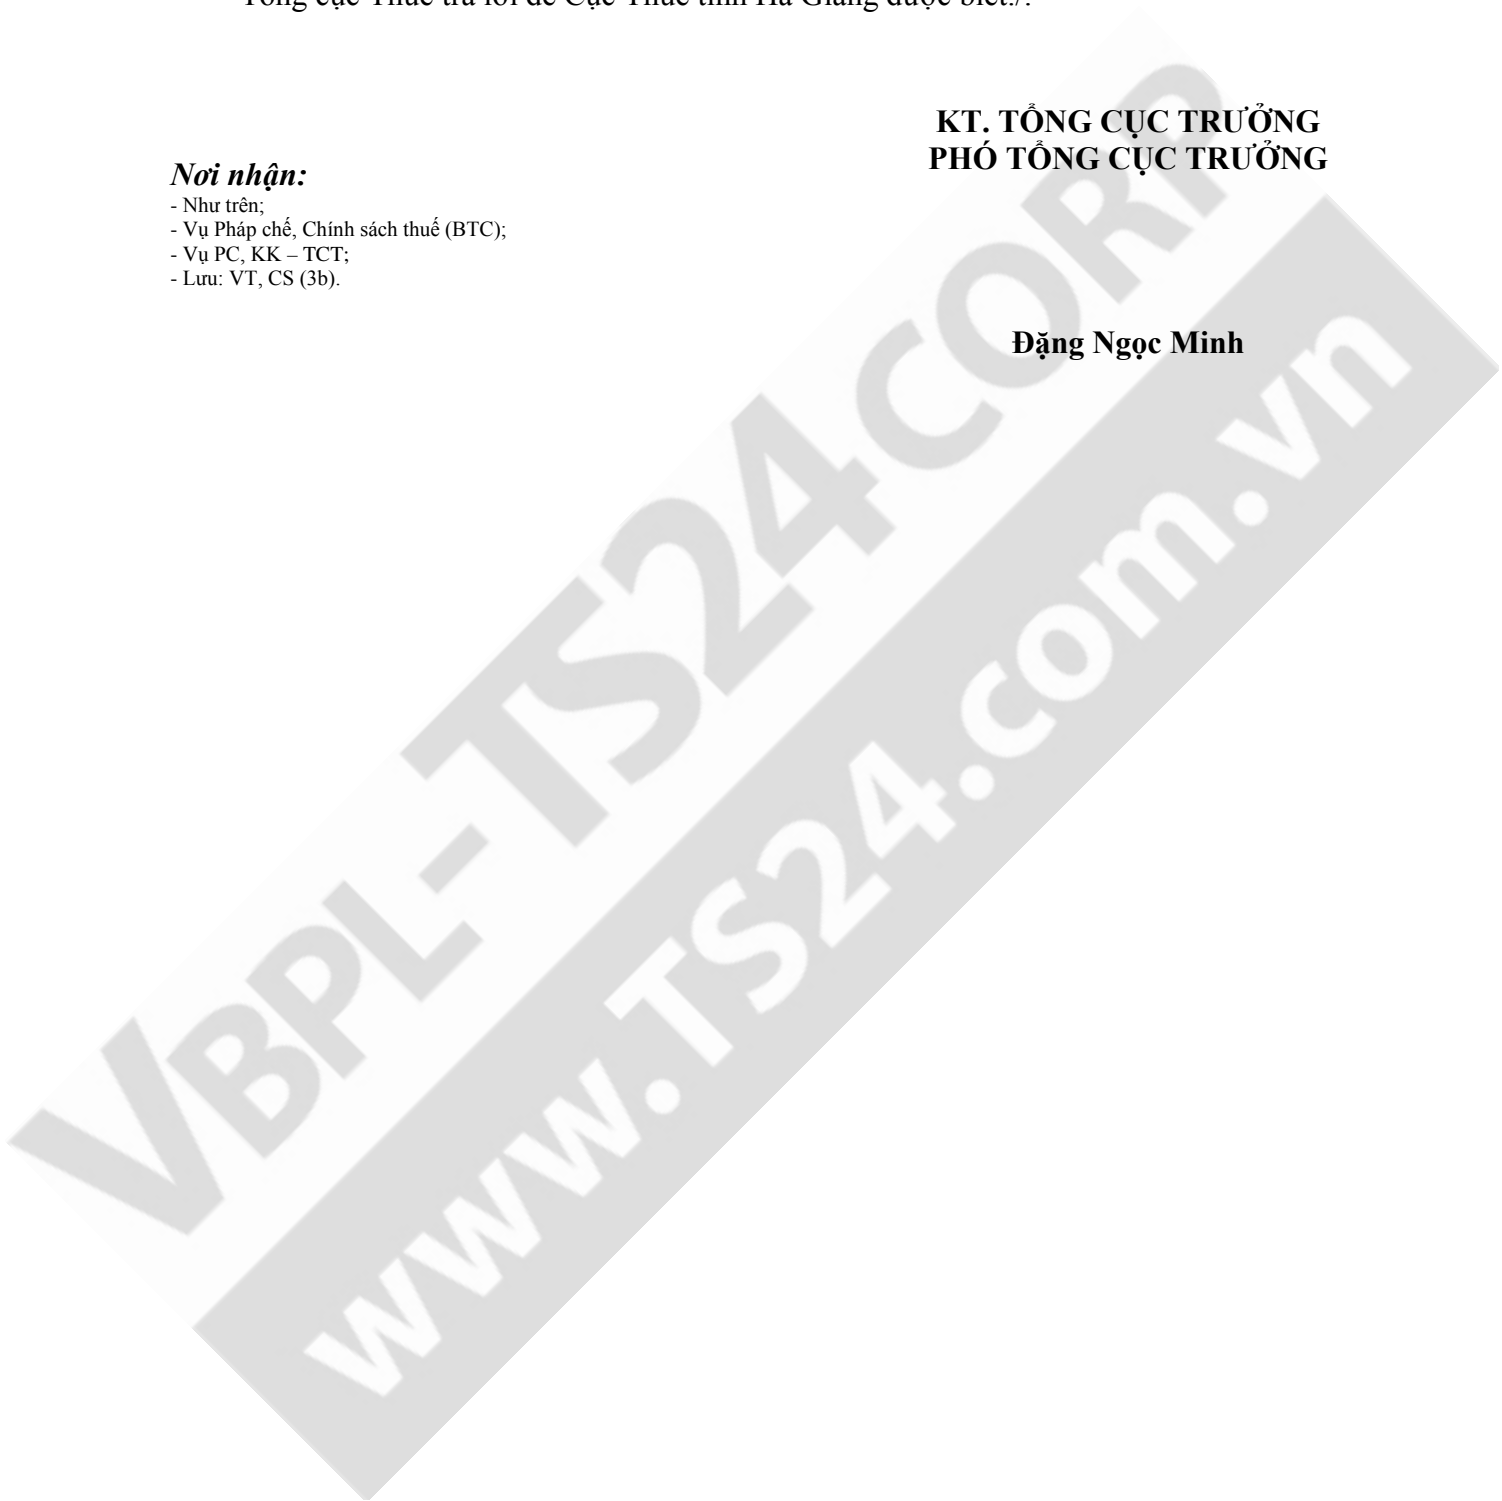 Tổng cục Thuế trả lời để Cục Thuế tỉnh Hà Giang được biết./.
KT. TỔNG CỤC TRƯỞNG
PHÓ TỔNG CỤC TRƯỞNG
Nơi nhận:
- Như trên;
- Vụ Pháp chế, Chính sách thuế (BTC);
- Vụ PC, KK – TCT;
- Lưu: VT, CS (3b).
Đặng Ngọc Minh
VBPL-TS24CORP
www.TS24.com.vn